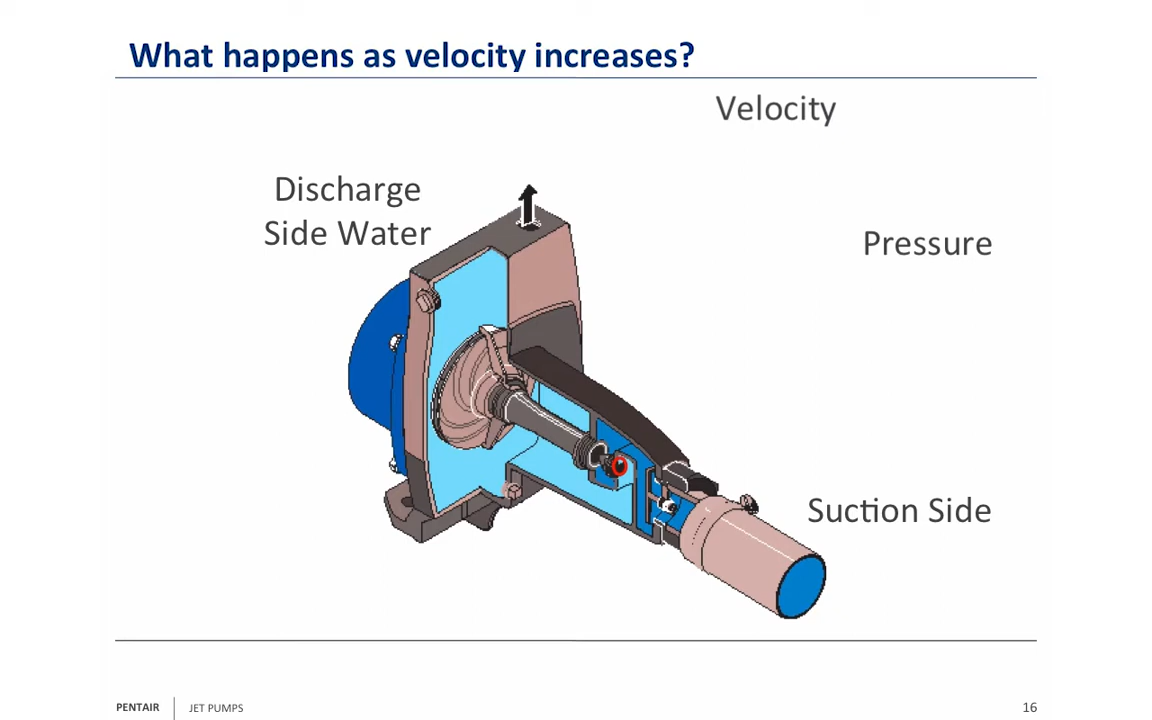 What happens as velocity increases?
Velocity
Discharge
Side Water
Pressure
Suction Side
PENTAIR
JET PUMPS
16